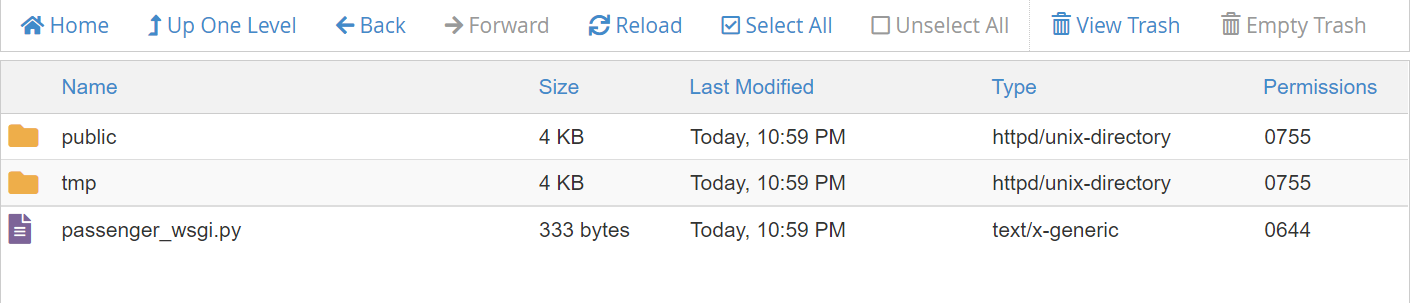 Home Up One Level Back Forward Reload Select All Unselect All View Trash Empty Trash
Name Size Last Modified Type Permissions
public 4 KB Today, 10:59 PM httpd/unix-directory 0755
tmp 4 KB Today, 10:59 PM httpd/unix-directory 0755
passenger_wsgi.py 333 bytes Today, 10:59 PM text/x-generic 0644